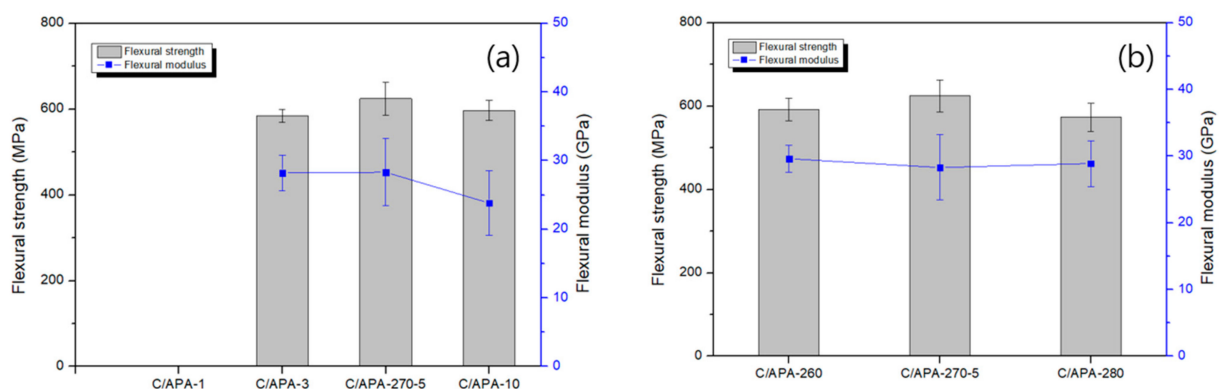 800
600
400
200
0
Flexural strength (MPa)
Flexural strength
Flexural modulus
(a)
50
40
30
20
10
0
Flexural modulus (GPa)
C/APA-1 C/APA-3 C/APA-270-5 C/APA-10
800
600
400
200
0
Flexural strength (MPa)
Flexural strength
Flexural modulus
(b)
50
40
30
20
10
0
Flexural modulus (GPa)
C/APA-260 C/APA-270-5 C/APA-280